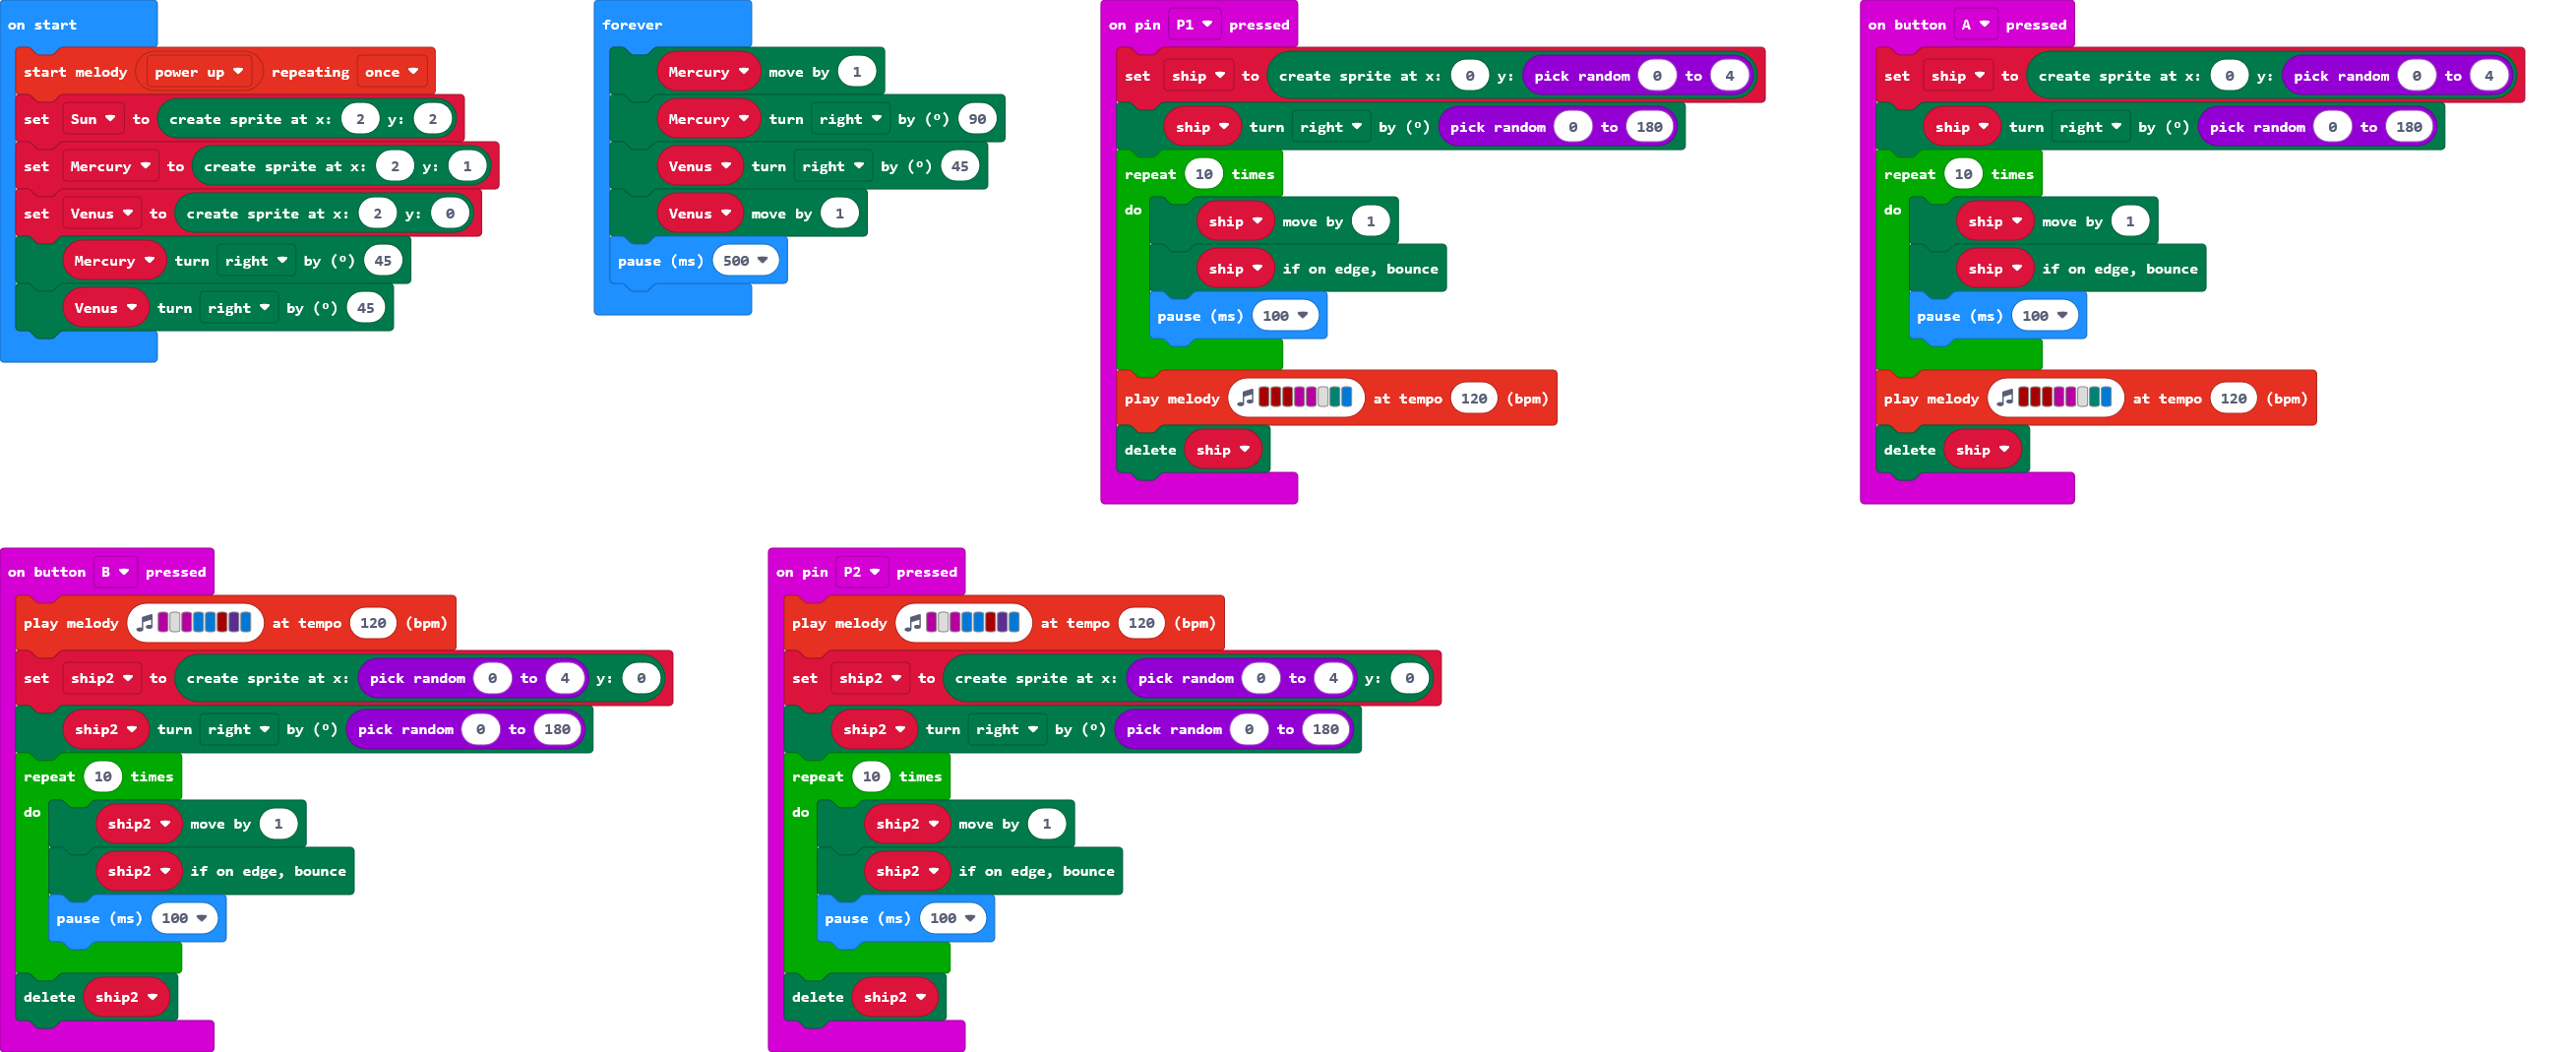 on start
start melody power up repeating once
set Sun to create sprite at x: 2 y: 2
set Mercury to create sprite at x: 2 y: 1
set Venus to create sprite at x: 2 y: 0
Mercury turn right by (º) 45
Venus turn right by (º) 45
forever
Mercury move by 1
Mercury turn right by (º) 90
Venus turn right by (º) 45
Venus move by 1
pause (ms) 500
on pin P1 pressed
set ship to create sprite at x: 0 y: pick random 0 to 4
ship turn right by (º) pick random 0 to 180
repeat 10 times
do
ship move by 1
ship if on edge, bounce
pause (ms) 100
play melody at tempo 120 (bpm)
delete ship
on button A pressed
set ship to create sprite at x: 0 y: pick random 0 to 4
ship turn right by (º) pick random 0 to 180
repeat 10 times
do
ship move by 1
ship if on edge, bounce
pause (ms) 100
play melody at tempo 120 (bpm)
delete ship
on button B pressed
play melody at tempo 120 (bpm)
set ship2 to create sprite at x: pick random 0 to 4 y: 0
ship2 turn right by (º) pick random 0 to 180
repeat 10 times
do
ship2 move by 1
ship2 if on edge, bounce
pause (ms) 100
delete ship2
on pin P2 pressed
play melody at tempo 120 (bpm)
set ship2 to create sprite at x: pick random 0 to 4 y: 0
ship2 turn right by (º) pick random 0 to 180
repeat 10 times
do
ship2 move by 1
ship2 if on edge, bounce
pause (ms) 100
delete ship2